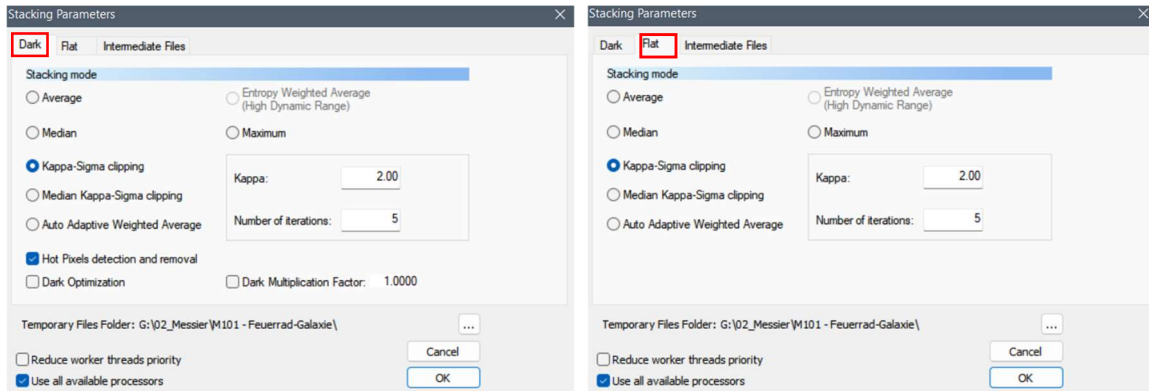 Stacking Parameters
Dark Flat Intermediate Files
Stacking mode
Average
Entropy Weighted Average
(High Dynamic Range)
Median
Maximum
Kappa-Sigma clipping
Median Kappa-Sigma clipping
Auto Adaptive Weighted Average
Kappa: 2.00
Number of iterations: 5
Hot Pixels detection and removal
Dark Optimization
Dark Multiplication Factor: 1.0000
Temporary Files Folder: G:\02_Messier\M101 - Feuerrad-Galaxie\
...
Reduce worker threads priority
Use all available processors
Cancel
OK
Stacking Parameters
Dark Flat Intermediate Files
Stacking mode
Average
Entropy Weighted Average
(High Dynamic Range)
Median
Maximum
Kappa-Sigma clipping
Median Kappa-Sigma clipping
Auto Adaptive Weighted Average
Kappa: 2.00
Number of iterations: 5
Temporary Files Folder: G:\02_Messier\M101 - Feuerrad-Galaxie\
...
Reduce worker threads priority
Use all available processors
Cancel
OK